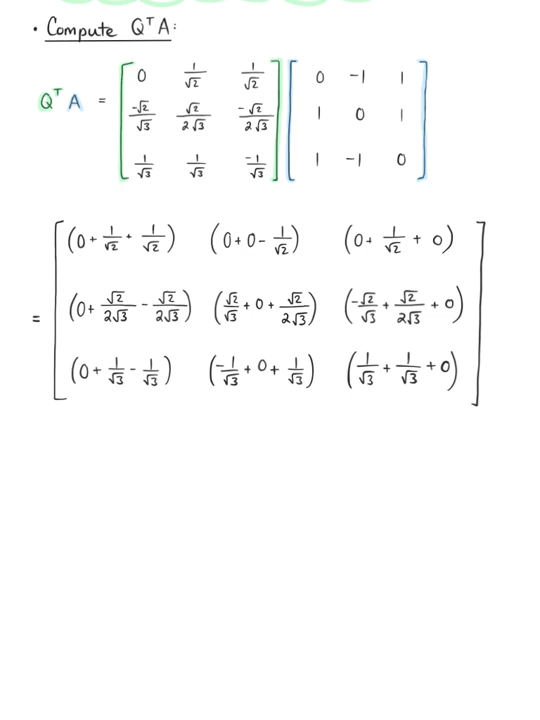 · Compute QᵀA:
QᵀA = [ 0 1/√2 1/√2 ] [ 0 -1 1 ]
[ -√2/√3 √2/2√3 -√2/2√3 ] [ 1 0 1 ]
[ 1/√3 1/√3 -1/√3 ] [ 1 -1 0 ]
[ (0 + 1/√2 + 1/√2) (0 + 0 - 1/√2) (0 + 1/√2 + 0) ]
= [ (0 + √2/2√3 - √2/2√3) (√2/√3 + 0 + √2/2√3) (-√2/√3 + √2/2√3 + 0) ]
[ (0 + 1/√3 - 1/√3) (-1/√3 + 0 + 1/√3) (1/√3 + 1/√3 + 0) ]